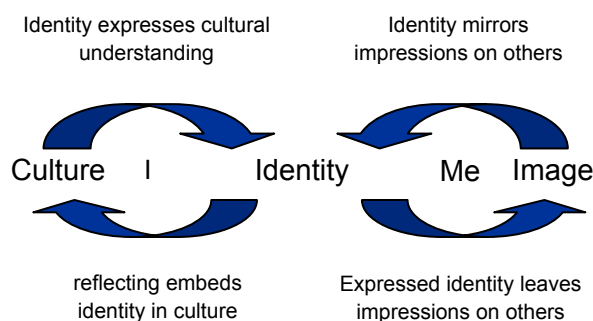 Identity expresses cultural
understanding
Identity mirrors
impressions on others
Culture I Identity Me Image
reflecting embeds
identity in culture
Expressed identity leaves
impressions on others